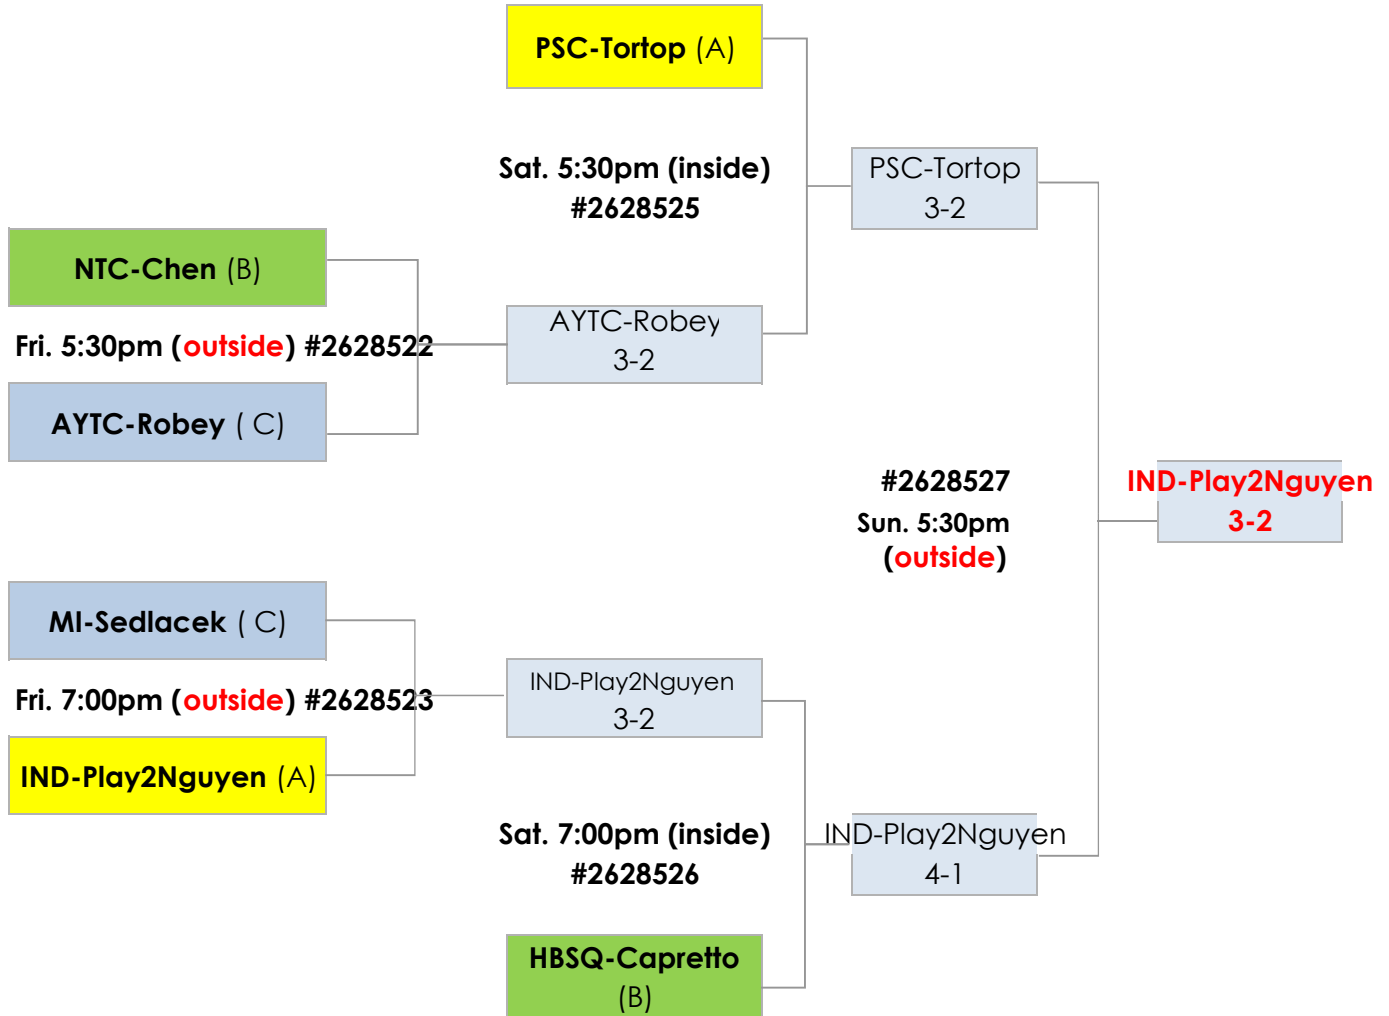 PSC-Tortop (A)
Sat. 5:30pm (inside)
#2628525
PSC-Tortop
3-2
NTC-Chen (B)
Fri. 5:30pm (outside) #2628522
AYTC-Robey
3-2
AYTC-Robey ( C)
#2628527
Sun. 5:30pm
(outside)
IND-Play2Nguyen
3-2
MI-Sedlacek ( C)
Fri. 7:00pm (outside) #2628523
IND-Play2Nguyen
3-2
IND-Play2Nguyen (A)
Sat. 7:00pm (inside)
#2628526
IND-Play2Nguyen
4-1
HBSQ-Capretto
(B)